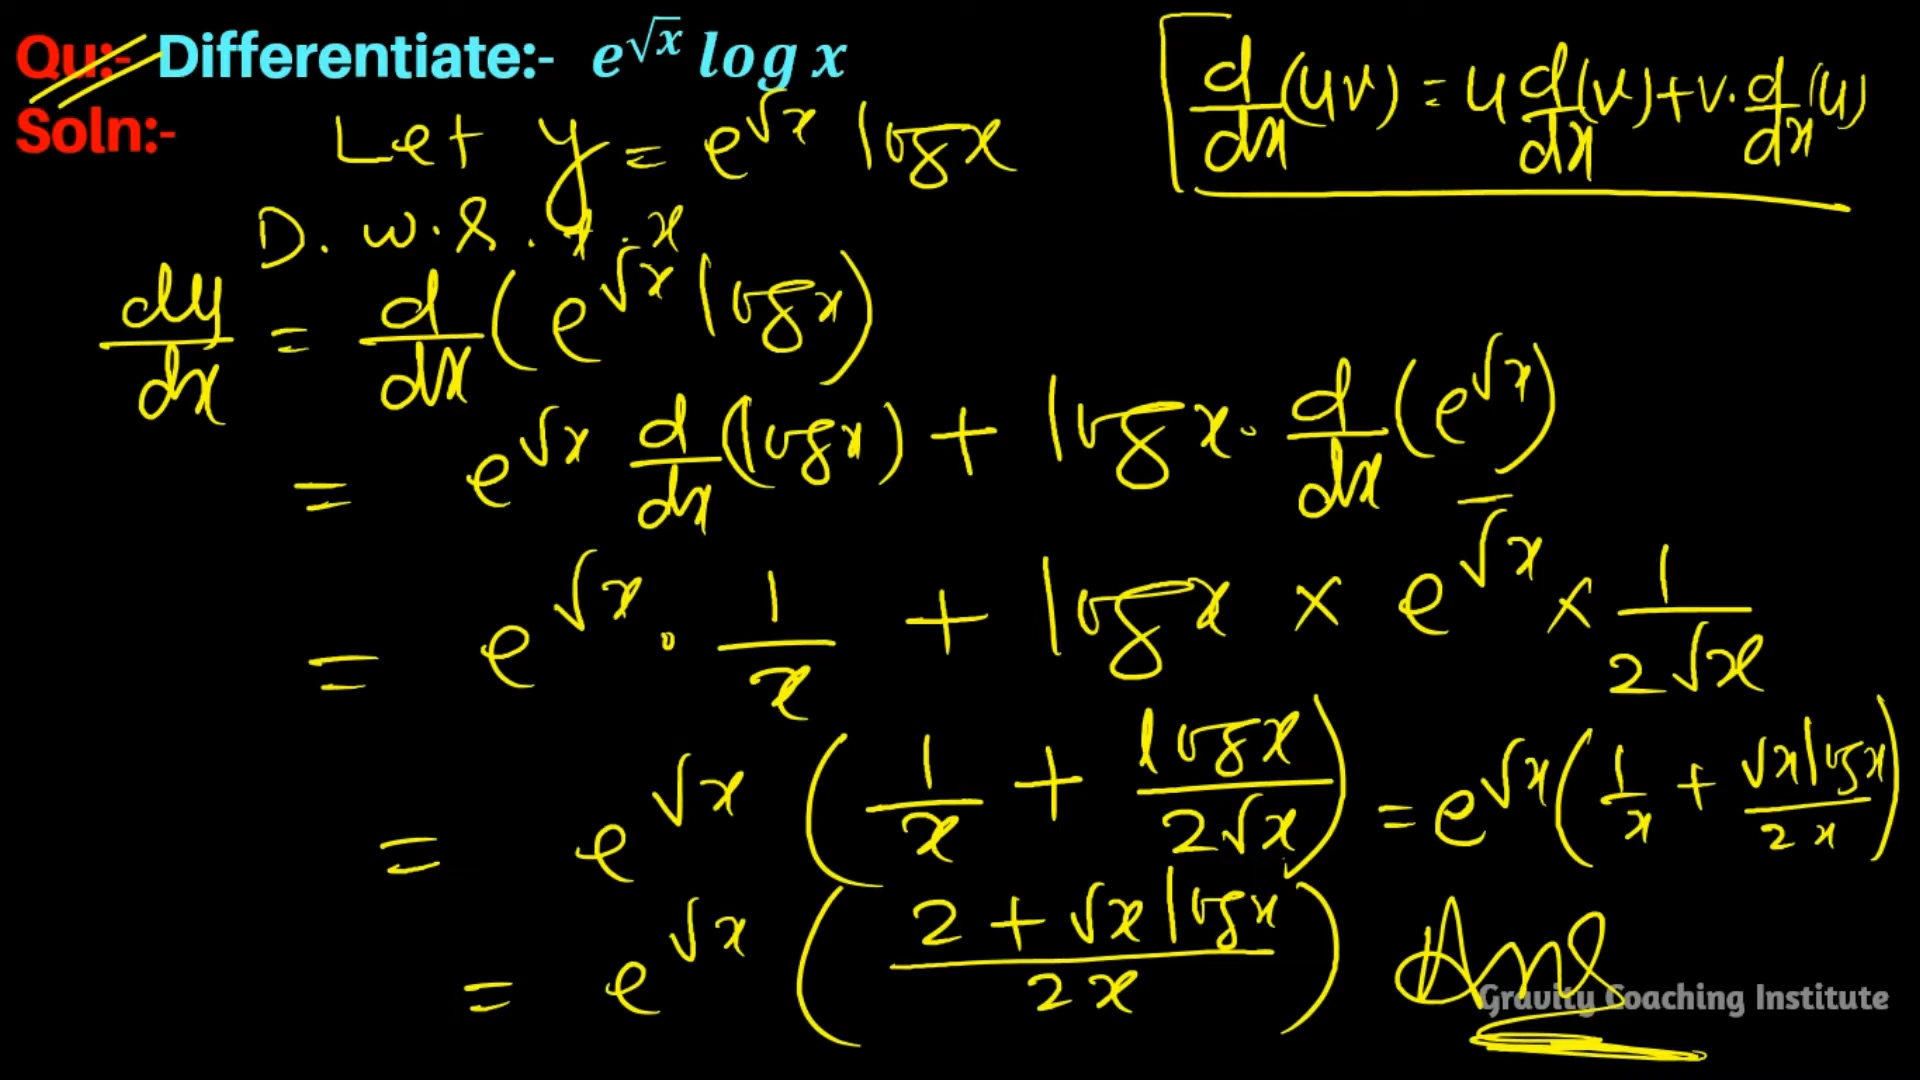 Qu:- Differentiate:- e^√x log x
Soln:-
Let y = e^√x log x
d/dx (uv) = u d/dx (v) + v. d/dx (u)
D. w. r. t. x
dy/dx = d/dx (e^√x log x)
= e^√x d/dx (log x) + log x . d/dx (e^√x)
= e^√x . 1/x + log x × e^√x × 1/2√x
= e^√x (1/x + log x/2√x) = e^√x (1/x + √x log x/2x)
= e^√x (2 + √x log x/2x) Ans
Gravity Coaching Institute